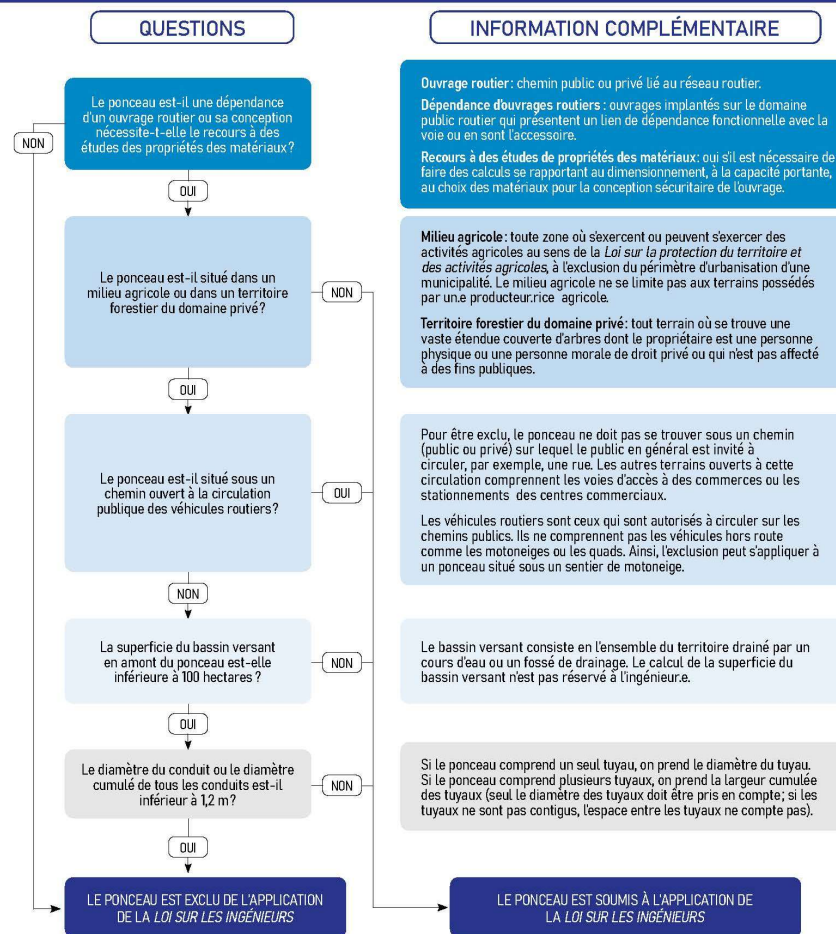 QUESTIONS
INFORMATION COMPLÉMENTAIRE
Le ponceau est-il une dépendance
d'un ouvrage routier ou sa conception
nécessite-t-elle le recours à des
études des propriétés des matériaux?
NON
OUI
Ouvrage routier : chemin public ou privé lié au réseau routier.
Dépendance d'ouvrages routiers : ouvrages implantés sur le domaine
public routier qui présentent un lien de dépendance fonctionnelle avec la
voie ou en sont l'accessoire.
Recours à des études de propriétés des matériaux : oui s'il est nécessaire de
faire des calculs se rapportant au dimensionnement, à la capacité portante,
au choix des matériaux pour la conception sécuritaire de l'ouvrage.
Le ponceau est-il situé dans un
milieu agricole ou dans un territoire
forestier du domaine privé?
NON
OUI
Milieu agricole : toute zone où s'exercent ou peuvent s'exercer des
activités agricoles au sens de la Loi sur la protection du territoire et
des activités agricoles, à l'exclusion du périmètre d'urbanisation d'une
municipalité. Le milieu agricole ne se limite pas aux terrains possédés
par un.e producteur.rice agricole.
Territoire forestier du domaine privé : tout terrain où se trouve une
vaste étendue couverte d'arbres dont le propriétaire est une personne
physique ou une personne morale de droit privé ou qui n'est pas affecté
à des fins publiques.
Le ponceau est-il situé sous un
chemin ouvert à la circulation
publique des véhicules routiers?
OUI
NON
Pour être exclu, le ponceau ne doit pas se trouver sous un chemin
(public ou privé) sur lequel le public en général est invité à
circuler, par exemple, une rue. Les autres terrains ouverts à cette
circulation comprennent les voies d'accès à des commerces ou les
stationnements des centres commerciaux.
Les véhicules routiers sont ceux qui sont autorisés à circuler sur les
chemins publics. Ils ne comprennent pas les véhicules hors route
comme les motoneiges ou les quads. Ainsi, l'exclusion peut s'appliquer à
un ponceau situé sous un sentier de motoneige.
La superficie du bassin versant
en amont du ponceau est-elle
inférieure à 100 hectares ?
NON
OUI
Le bassin versant consiste en l'ensemble du territoire drainé par un
cours d'eau ou un fossé de drainage. Le calcul de la superficie du
bassin versant n'est pas réservé à l'ingénieur.e.
Le diamètre du conduit ou le diamètre
cumulé de tous les conduits est-il
inférieur à 1,2 m?
NON
OUI
Si le ponceau comprend un seul tuyau, on prend le diamètre du tuyau.
Si le ponceau comprend plusieurs tuyaux, on prend la largeur cumulée
des tuyaux (seul le diamètre des tuyaux doit être pris en compte; si les
tuyaux ne sont pas contigus, l'espace entre les tuyaux ne compte pas).
LE PONCEAU EST EXCLU DE L'APPLICATION
DE LA LOI SUR LES INGÉNIEURS
LE PONCEAU EST SOUMIS À L'APPLICATION DE
LA LOI SUR LES INGÉNIEURS